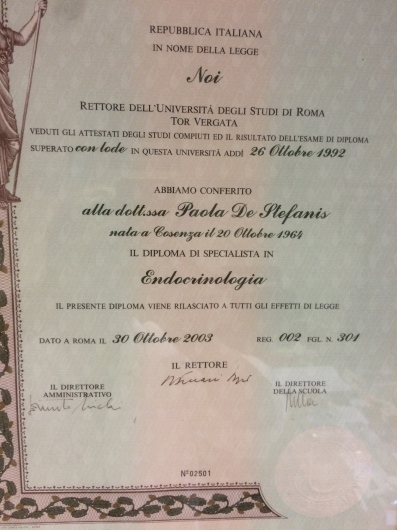 REPUBBLICA ITALIANA
IN NOME DELLA LEGGE
Noi
RETTORE DELL'UNIVERSITÁ DEGLI STUDI DI ROMA
TOR VERGATA
VEDUTI GLI ATTESTATI DEGLI STUDI COMPIUTI ED IL RISULTATO DELL'ESAME DI DIPLOMA
SUPERATO con lode IN QUESTA UNIVERSITÀ ADDÌ 26 Ottobre 1992
ABBIAMO CONFERITO
alla dott.ssa Paola De Stefanis
nata a Cosenza il 20 Ottobre 1964
IL DIPLOMA DI SPECIALISTA IN
Endocrinologia
IL PRESENTE DIPLOMA VIENE RILASCIATO A TUTTI GLI EFFETTI DI LEGGE
DATO A ROMA IL 30 Ottobre 2003 REG. 002 FGL. N. 301
IL RETTORE
IL DIRETTORE
AMMINISTRATIVO
IL DIRETTORE
DELLA SCUOLA
N° 02501